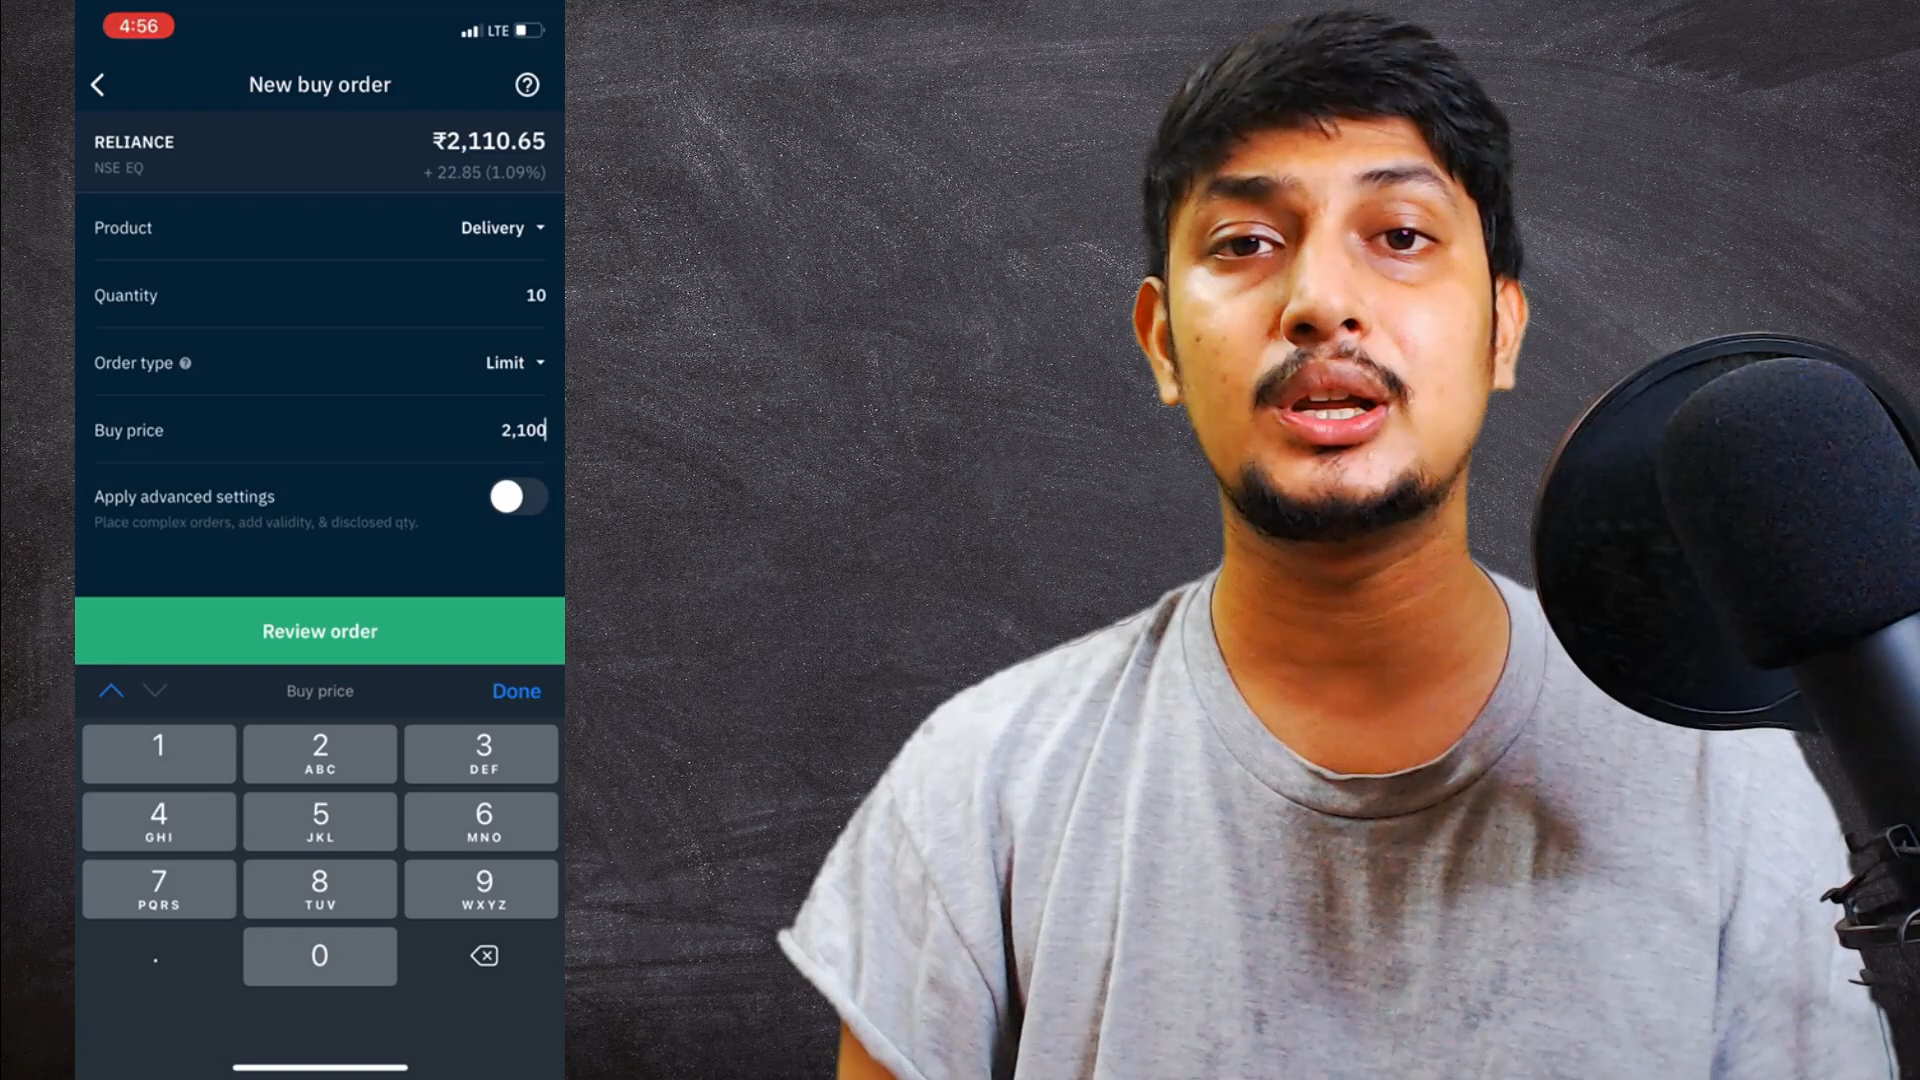 4:56
LTE
New buy order
RELIANCE
₹2,110.65
NSE EQ
+ 22.85 (1.09%)
Product
Delivery
Quantity
10
Order type
Limit
Buy price
2,100
Apply advanced settings
Place complex orders, add validity, & disclosed qty.
Review order
Buy price
Done
1
2
ABC
3
DEF
4
GHI
5
JKL
6
MNO
7
PQRS
8
TUV
9
WXYZ
.
0